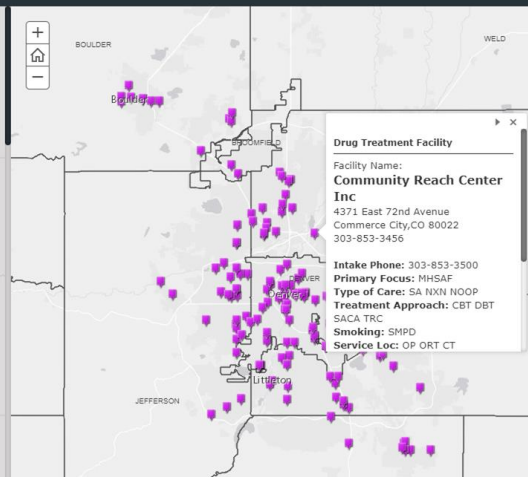 +
−
BOULDER
WELD
Boulder
BROOMFIELD
DENVER
Denver
Littleton
JEFFERSON
Drug Treatment Facility
Facility Name:
Community Reach Center
Inc
4371 East 72nd Avenue
Commerce City,CO 80022
303-853-3456
Intake Phone: 303-853-3500
Primary Focus: MHSAF
Type of Care: SA NXN NOOP
Treatment Approach: CBT DBT
SACA TRC
Smoking: SMPD
Service Loc: OP ORT CT